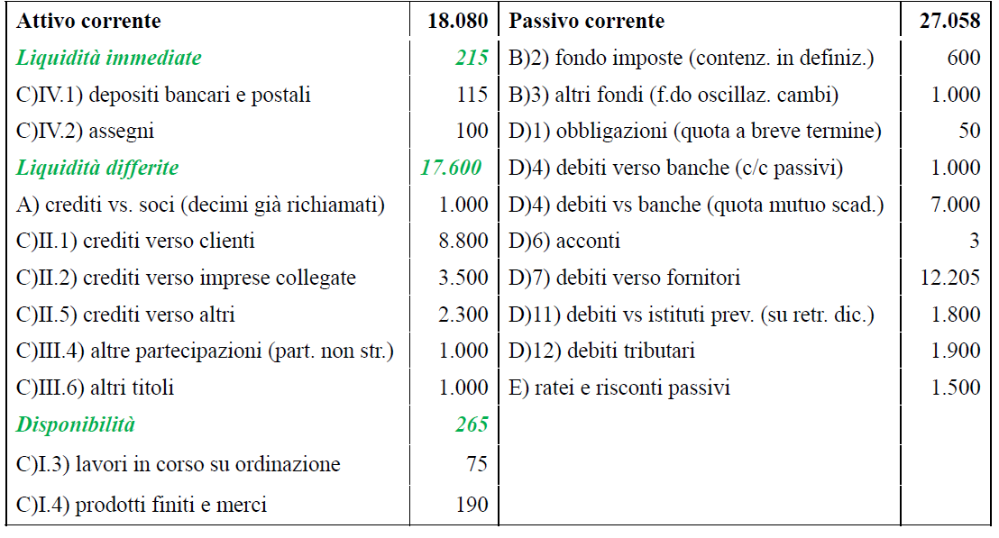 Attivo corrente 18.080 Passivo corrente 27.058
Liquidità immediate 215 B)2) fondo imposte (contenz. in definiz.) 600
C)IV.1) depositi bancari e postali 115 B)3) altri fondi (f.do oscillaz. cambi) 1.000
C)IV.2) assegni 100 D)1) obbligazioni (quota a breve termine) 50
Liquidità differite 17.600 D)4) debiti verso banche (c/c passivi) 1.000
A) crediti vs. soci (decimi già richiamati) 1.000 D)4) debiti vs banche (quota mutuo scad.) 7.000
C)II.1) crediti verso clienti 8.800 D)6) acconti 3
C)II.2) crediti verso imprese collegate 3.500 D)7) debiti verso fornitori 12.205
C)II.5) crediti verso altri 2.300 D)11) debiti vs istituti prev. (su retr. dic.) 1.800
C)III.4) altre partecipazioni (part. non str.) 1.000 D)12) debiti tributari 1.900
C)III.6) altri titoli 1.000 E) ratei e risconti passivi 1.500
Disponibilità 265
C)I.3) lavori in corso su ordinazione 75
C)I.4) prodotti finiti e merci 190